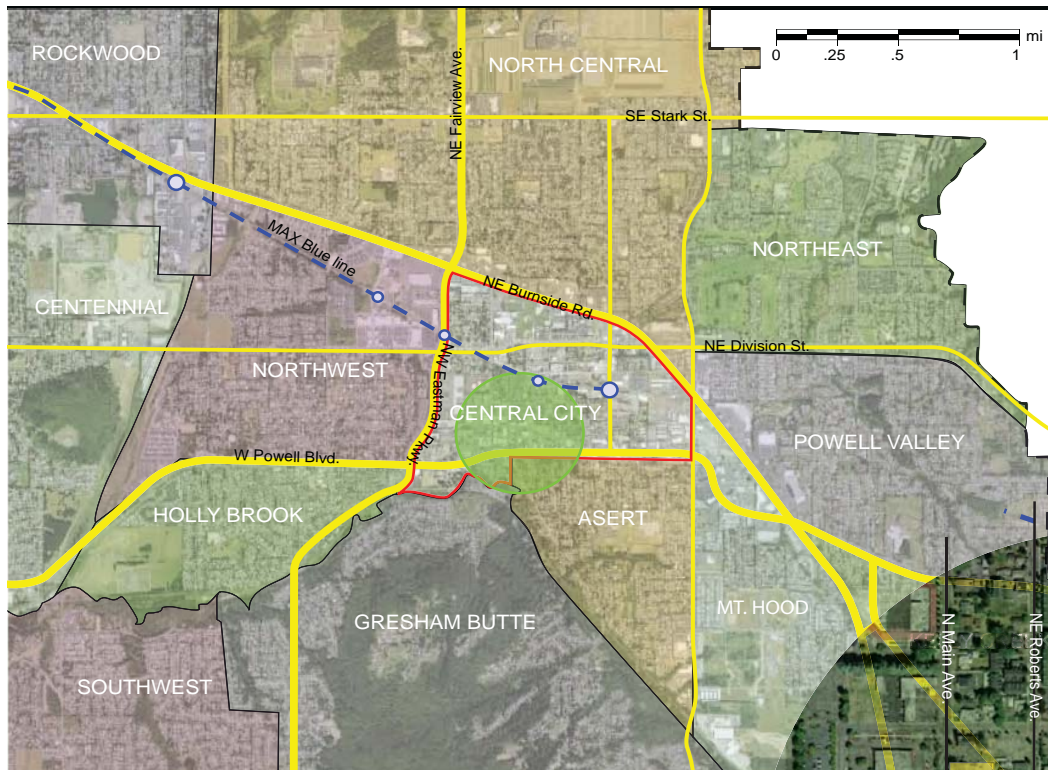 ROCKWOOD
NORTH CENTRAL
mi
0 .25 .5 1
NE Fairview Ave.
SE Stark St.
MAX Blue line
NORTHEAST
CENTENNIAL
NE Burnside Rd.
NORTHWEST
NE Division St.
NW Eastman Pkw.
CENTRAL CITY
POWELL VALLEY
W Powell Blvd.
HOLLY BROOK
ASERT
GRESHAM BUTTE
MT. HOOD
N Main Ave.
NE Roberts Ave.
SOUTHWEST